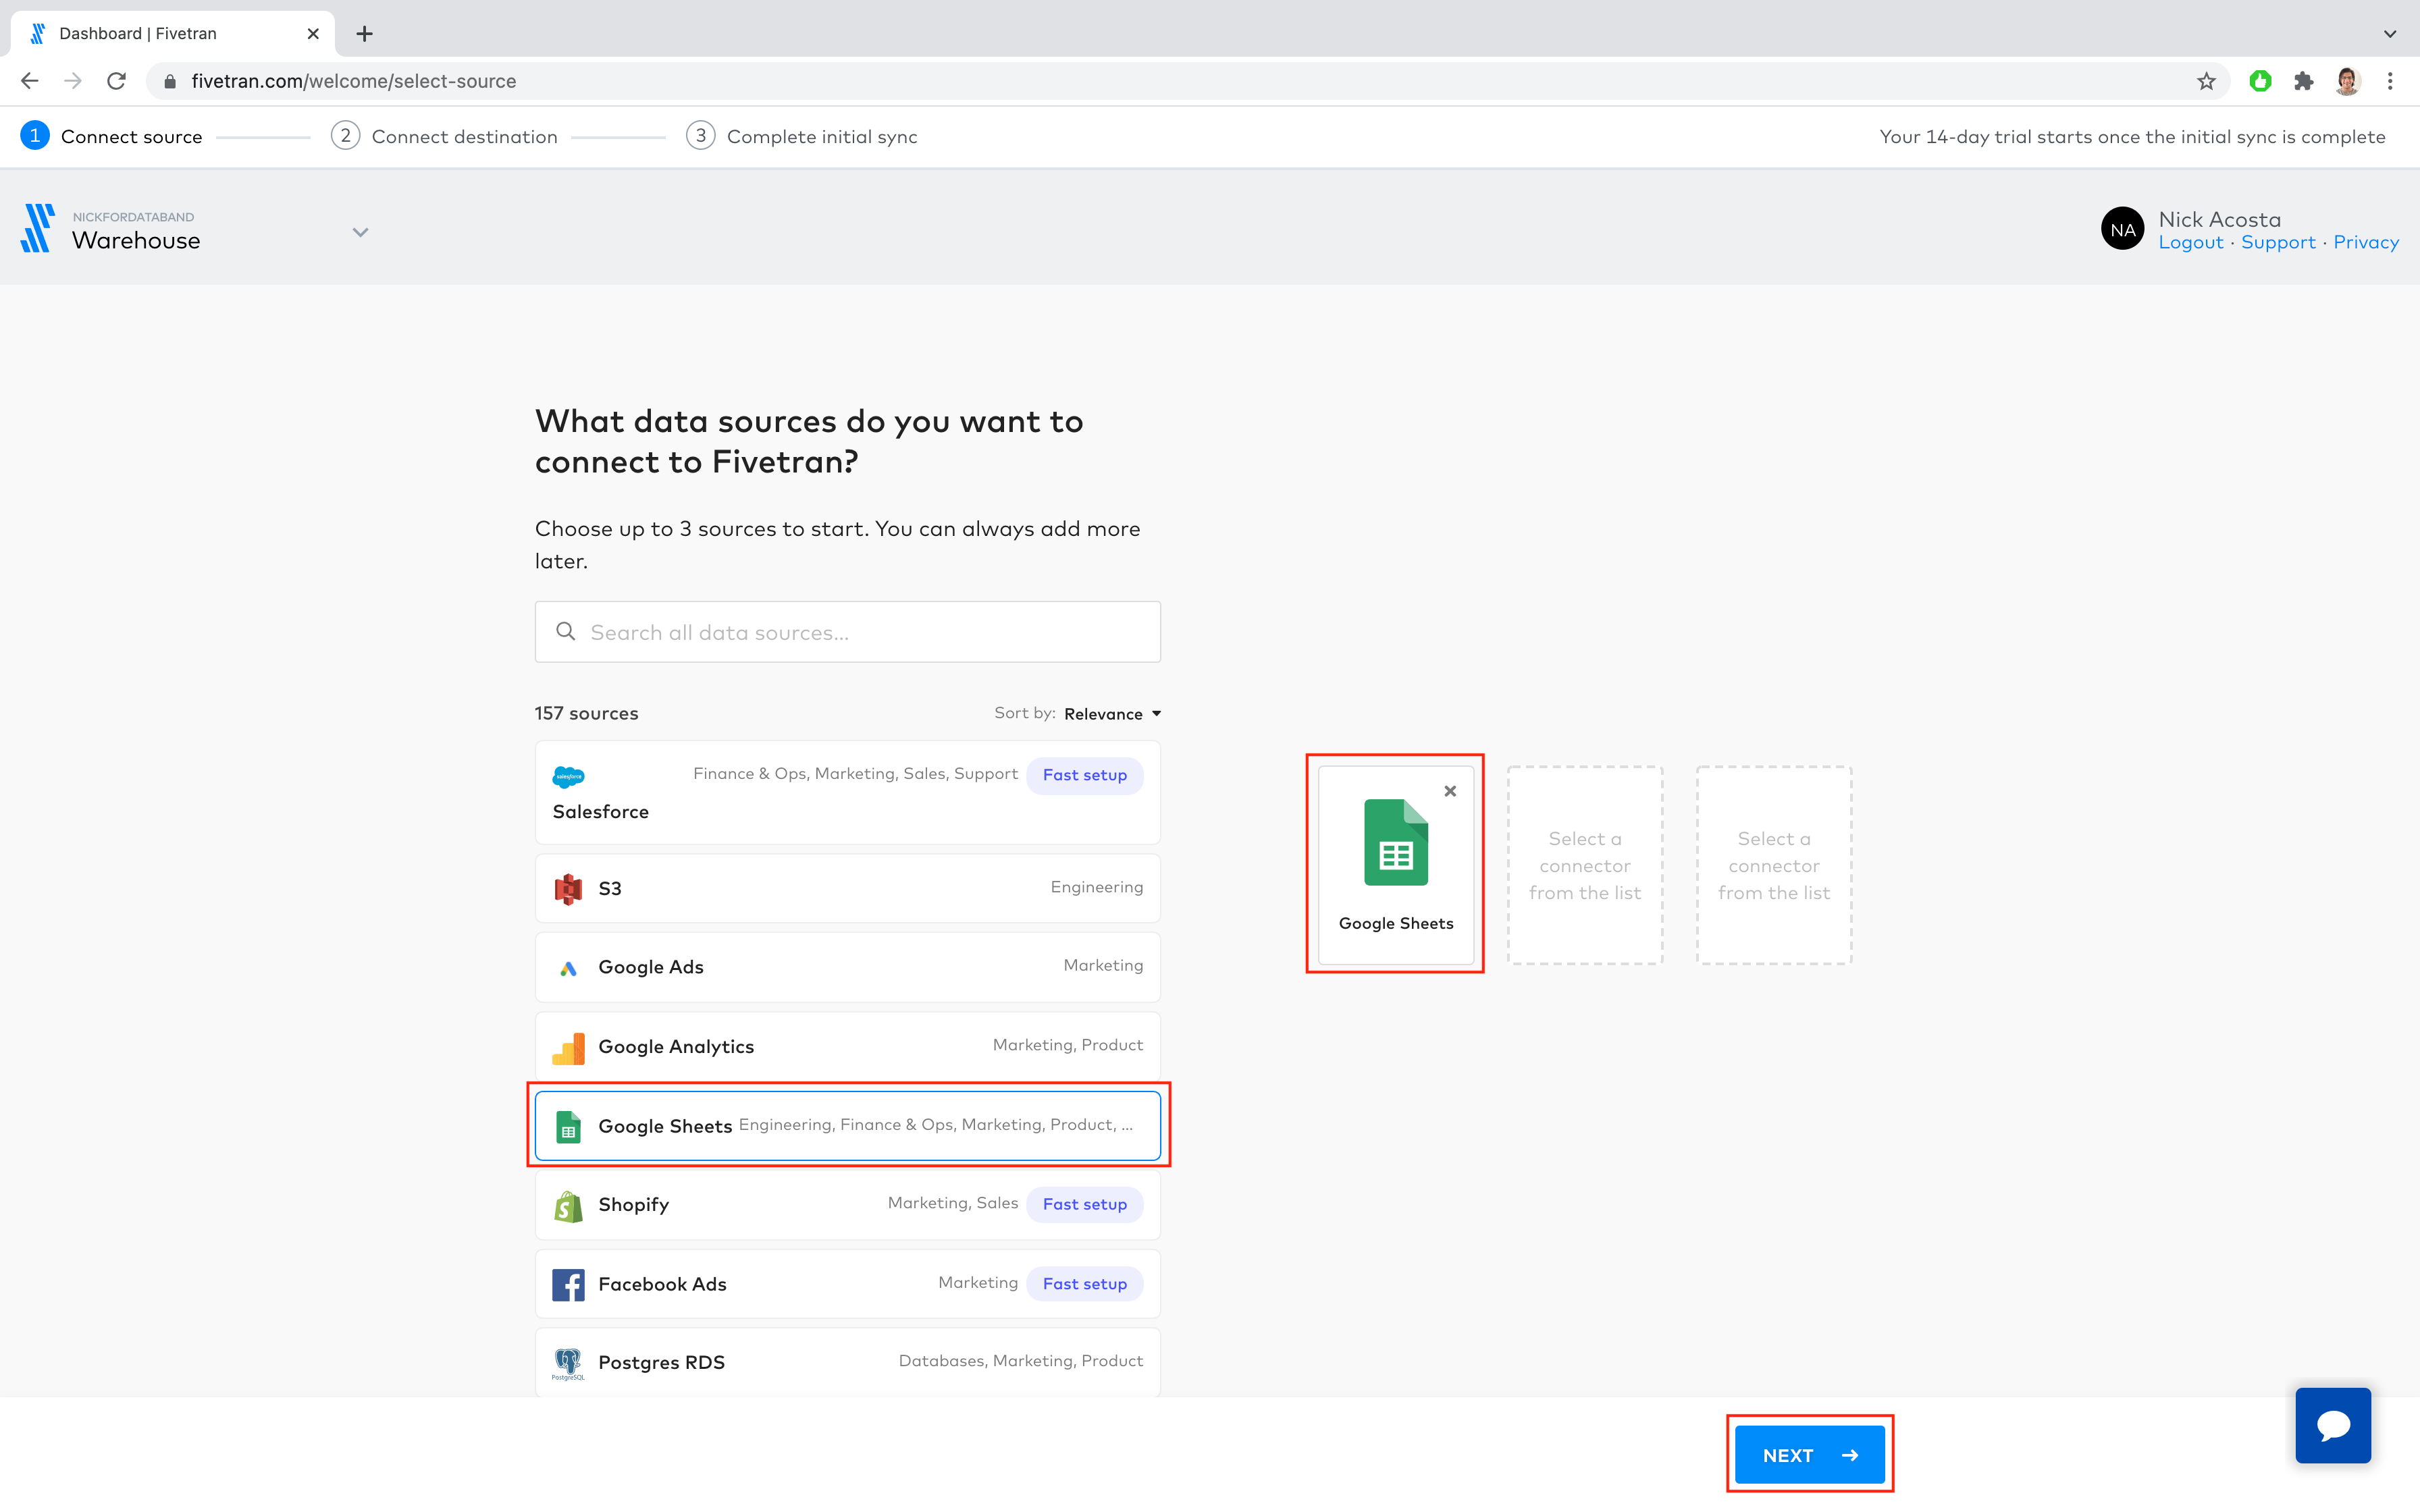 Dashboard | Fivetran
fivetran.com/welcome/select-source
1 Connect source 2 Connect destination 3 Complete initial sync Your 14-day trial starts once the initial sync is complete
NICKFORDATABAND
Warehouse
NA
Nick Acosta
Logout · Support · Privacy
What data sources do you want to
connect to Fivetran?
Choose up to 3 sources to start. You can always add more
later.
Search all data sources...
157 sources Sort by: Relevance
salesforce
Finance & Ops, Marketing, Sales, Support Fast setup
Salesforce
S3 Engineering
Google Ads Marketing
Google Analytics Marketing, Product
Google Sheets Engineering, Finance & Ops, Marketing, Product, ...
Shopify Marketing, Sales Fast setup
Facebook Ads Marketing Fast setup
Postgres RDS Databases, Marketing, Product
PostgreSQL
Google Sheets
Select a
connector
from the list
Select a
connector
from the list
NEXT →